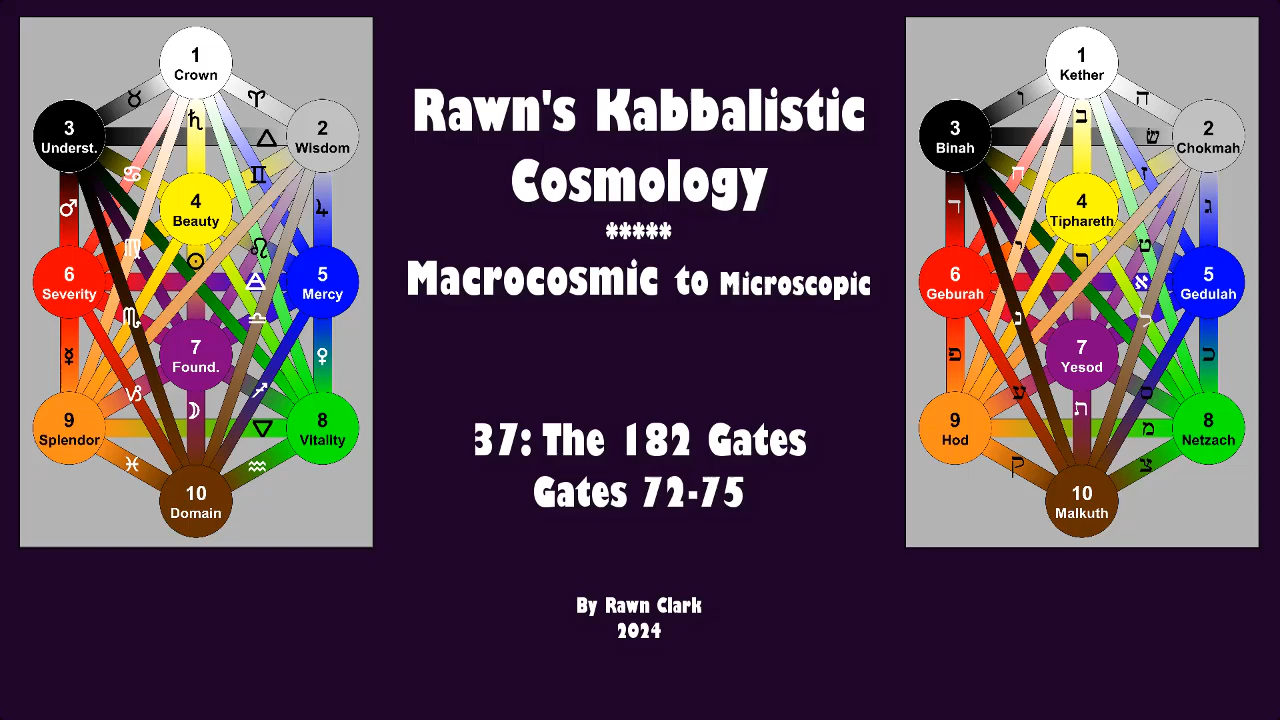 1
Crown
♉ ♈
♄
3
Underst.
2
Wisdom
🜂
♋ ♊
4
Beauty
♂ ♃
♍ ♌
☉
6
Severity
5
Mercy
🜁
♏ ♎
7
Found.
☿ ♀
♑ ♐
☽
9
Splendor
8
Vitality
🜄
♓ ♒
10
Domain
Rawn's Kabbalistic
Cosmology
*****
Macrocosmic to Microscopic
37: The 182 Gates
Gates 72-75
By Rawn Clark
2024
1
Kether
ו ה
ב
3
Binah
2
Chokmah
ש
ח ז
4
Tiphareth
ג
י ט
ר
6
Geburah
5
Gedulah
א
נ
7
Yesod
פ
ע ס
ת
9
Hod
8
Netzach
מ
ק צ
10
Malkuth